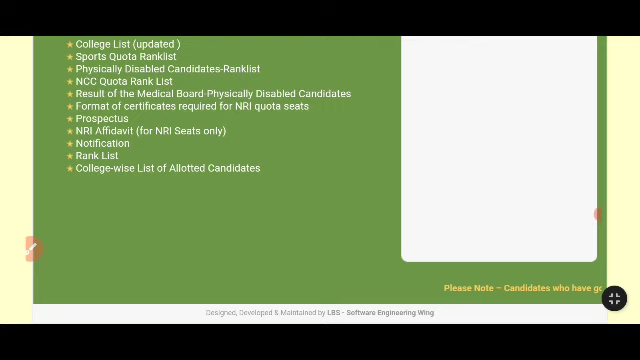 College List (updated )
Sports Quota Ranklist
Physically Disabled Candidates-Ranklist
NCC Quota Rank List
Result of the Medical Board-Physically Disabled Candidates
Format of certificates required for NRI quota seats
Prospectus
NRI Affidavit (for NRI Seats only)
Notification
Rank List
College-wise List of Allotted Candidates
Please Note – Candidates who have go
Designed, Developed & Maintained by LBS - Software Engineering Wing